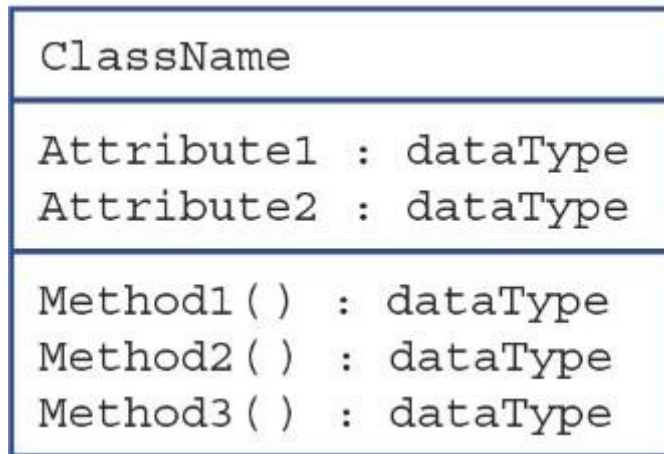 ClassName
Attribute1 : dataType
Attribute2 : dataType
Method1() : dataType
Method2() : dataType
Method3() : dataType